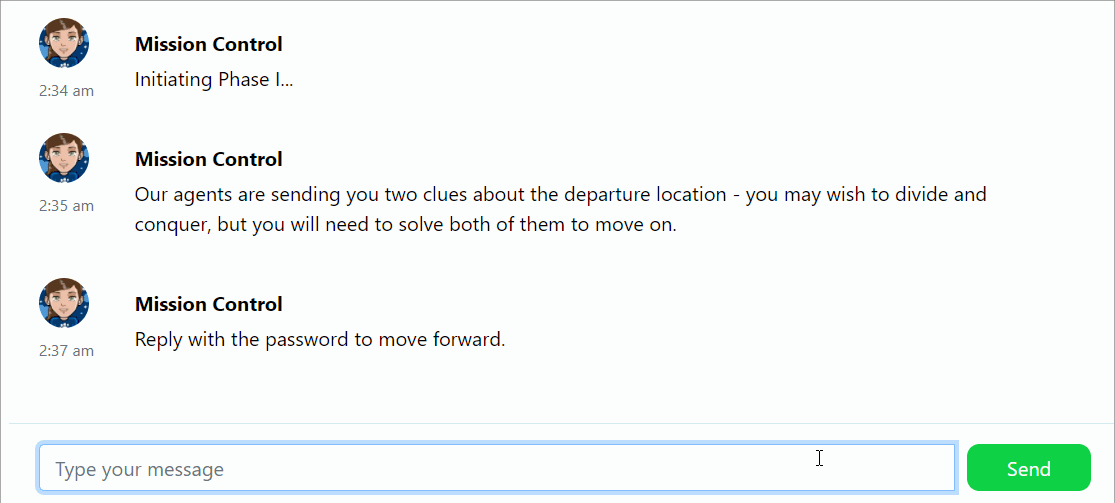 Mission Control
Initiating Phase I...
2:34 am
Mission Control
Our agents are sending you two clues about the departure location - you may wish to divide and
conquer, but you will need to solve both of them to move on.
2:35 am
Mission Control
Reply with the password to move forward.
2:37 am
Type your message
Send